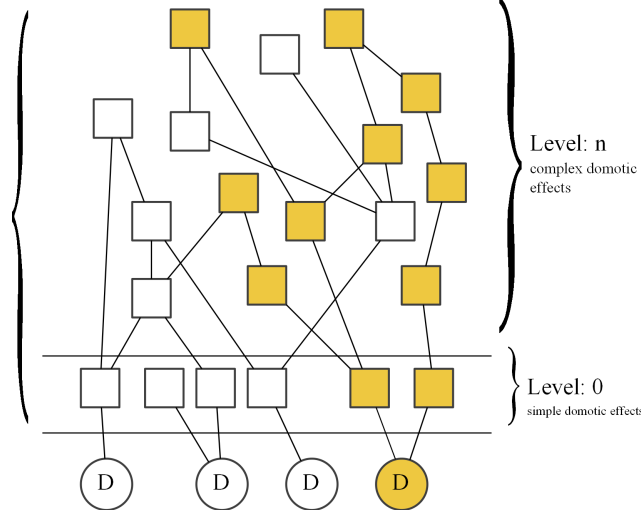 Level: n
complex domotic
effects
Level: 0
simple domotic effects
D
D
D
D